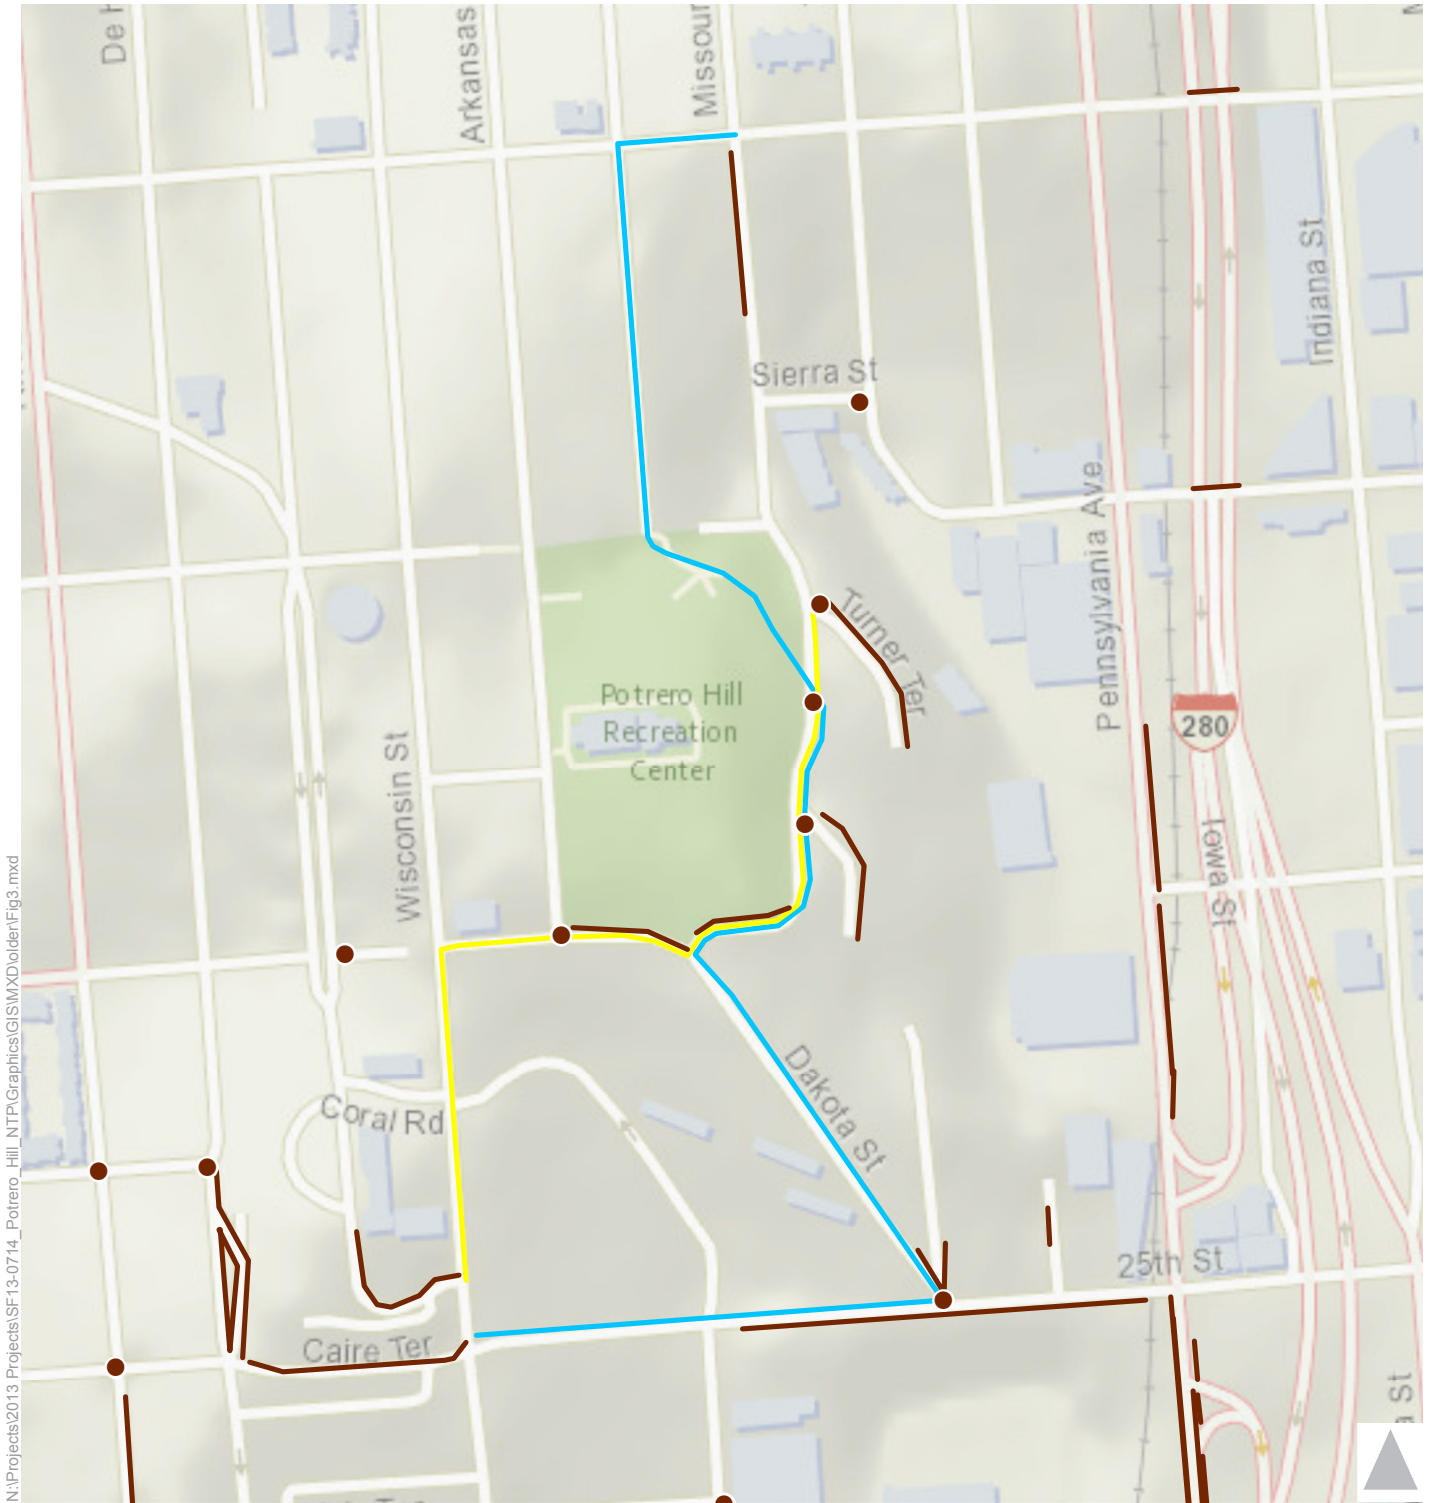 De H
Arkansas
Missour
Sierra St
Indiana St
Pennsylvania Ave
Turner Ter
Potrero Hill
Recreation
Center
280
Wisconsin St
Iowa St
Dakota St
Coral Rd
25th St
Caire Ter
a St
N:\Projects\2013 Projects\SF13-0714_Potrero_Hill_NTP\Graphics\GIS\MXD\older\Fig3.mxd